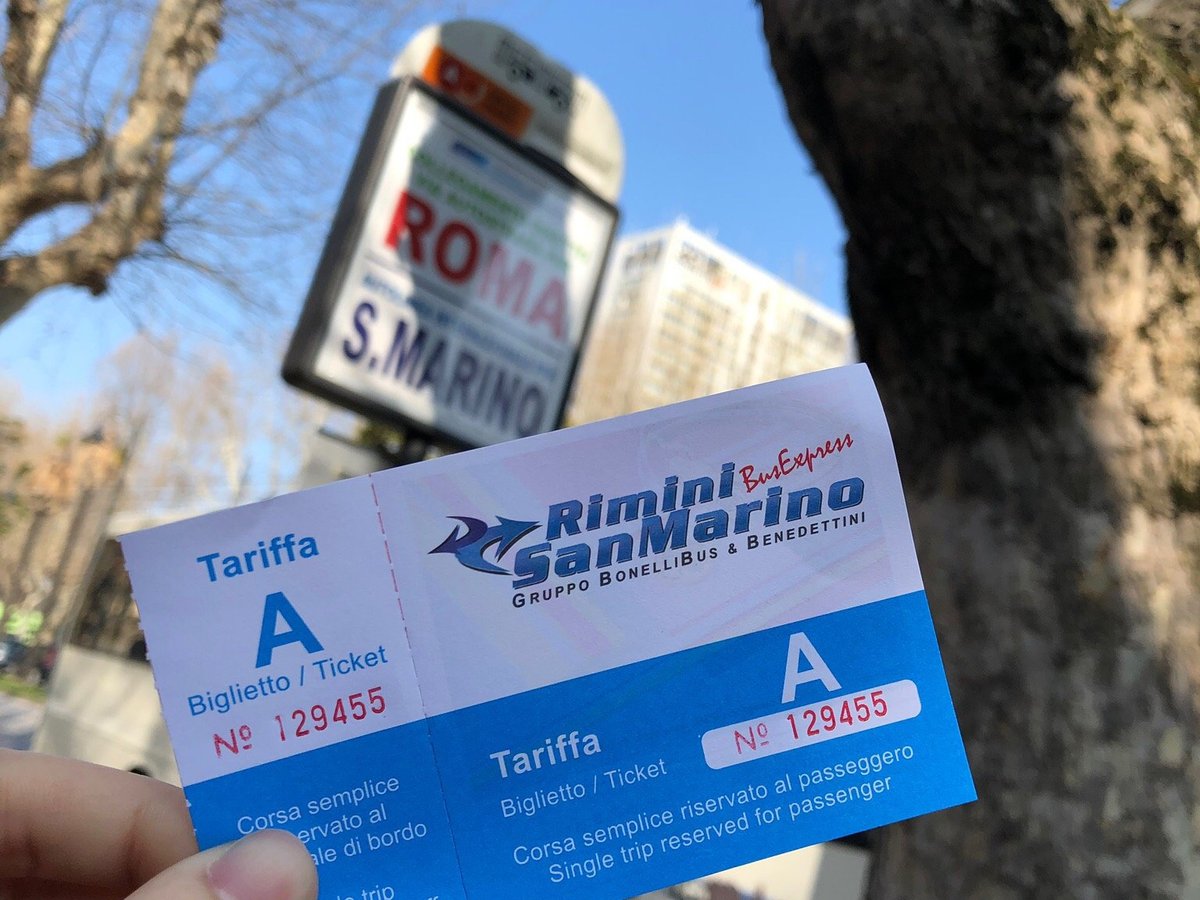 ROMA
S.MARINO
Tariffa
A
Biglietto / Ticket
Nº 129455
Corsa semplice
al
di bordo
trip
BusExpress
Rimini
SanMarino
GRUPPO BONELLIBUS & BENEDETTINI
A
Nº 129455
Tariffa
Biglietto / Ticket
Corsa semplice riservato al passeggero
Single trip reserved for passenger